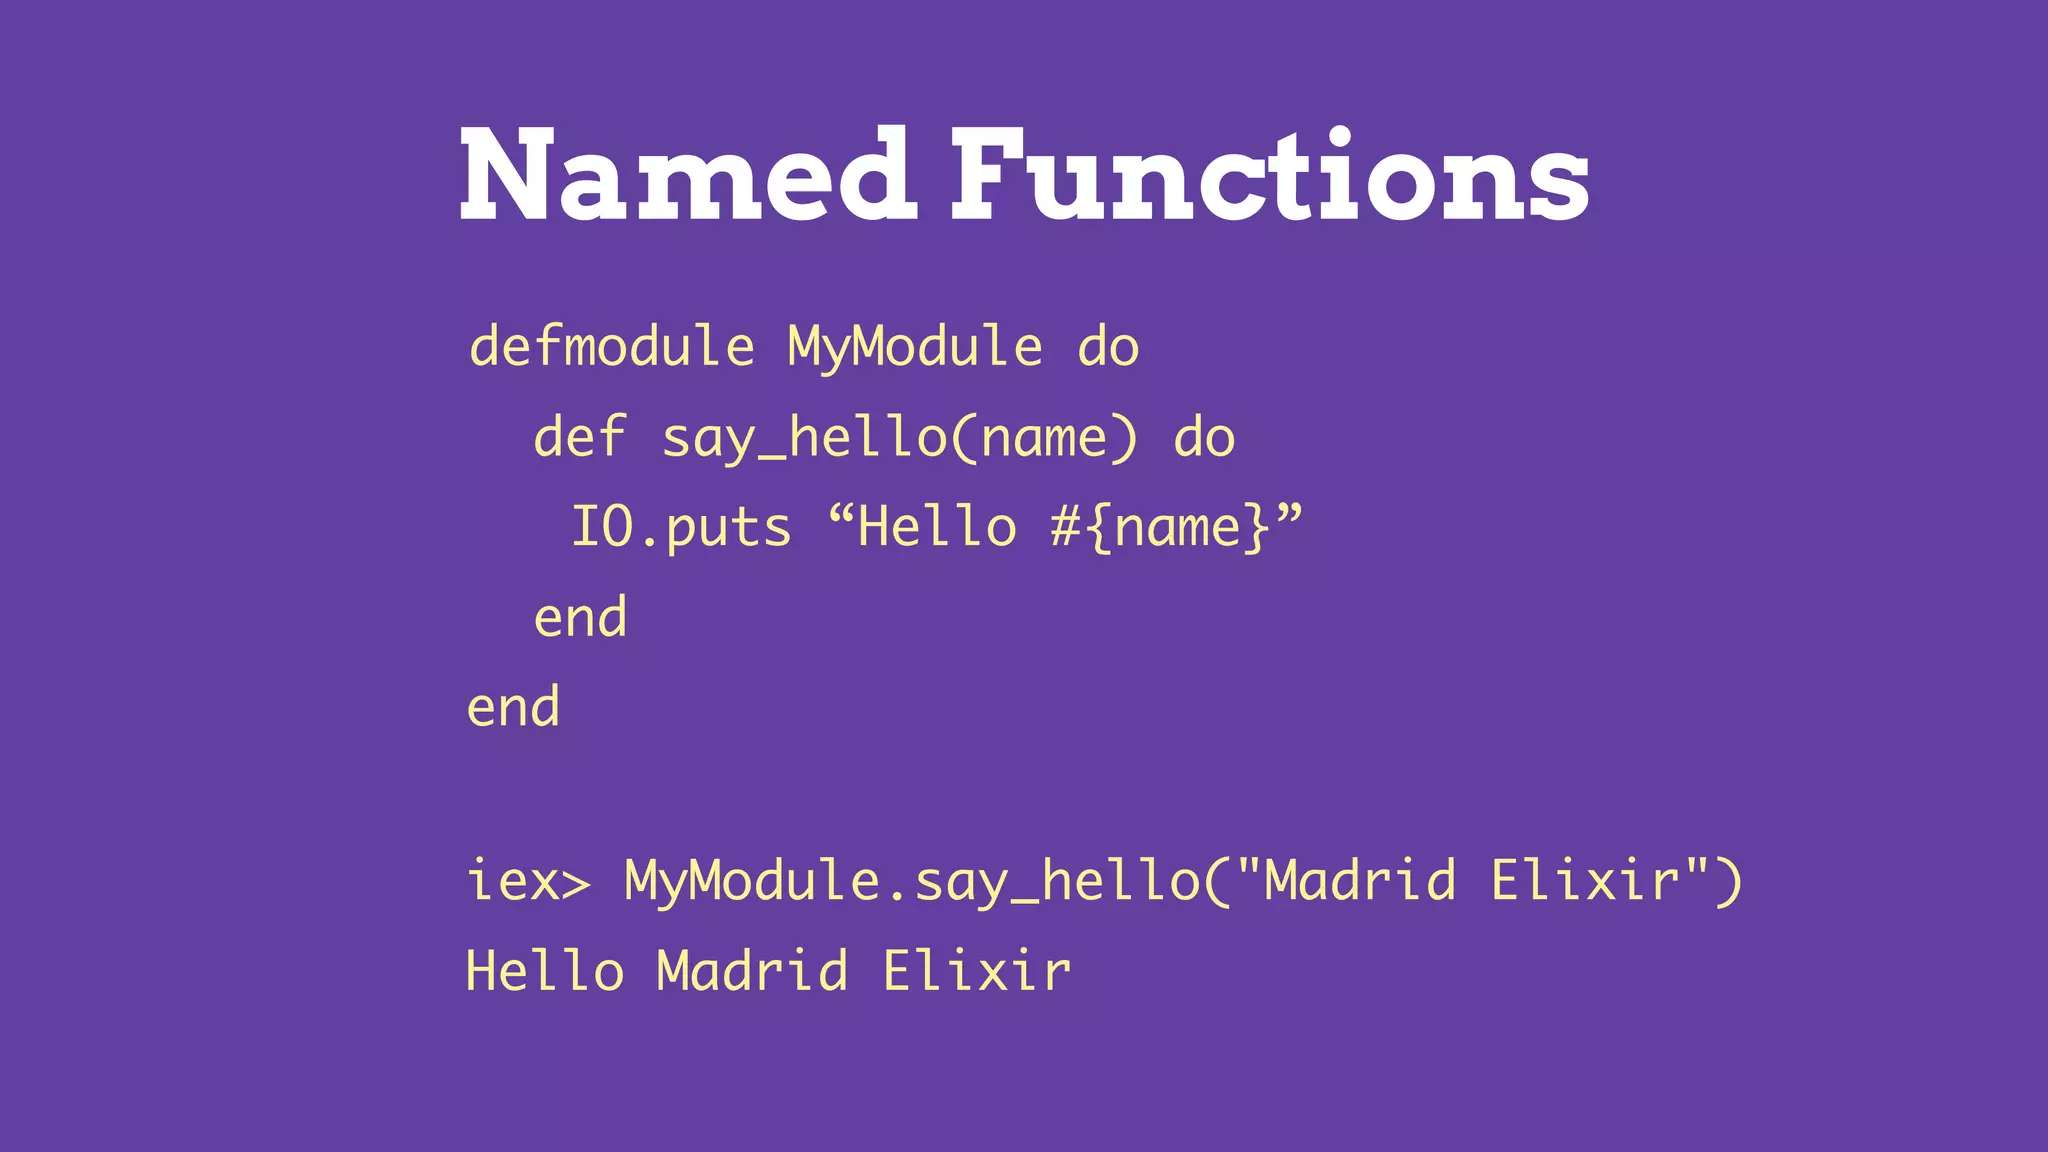 Named Functions
defmodule MyModule do
def say_hello(name) do
IO.puts “Hello #{name}”
end
end
iex> MyModule.say_hello("Madrid Elixir")
Hello Madrid Elixir